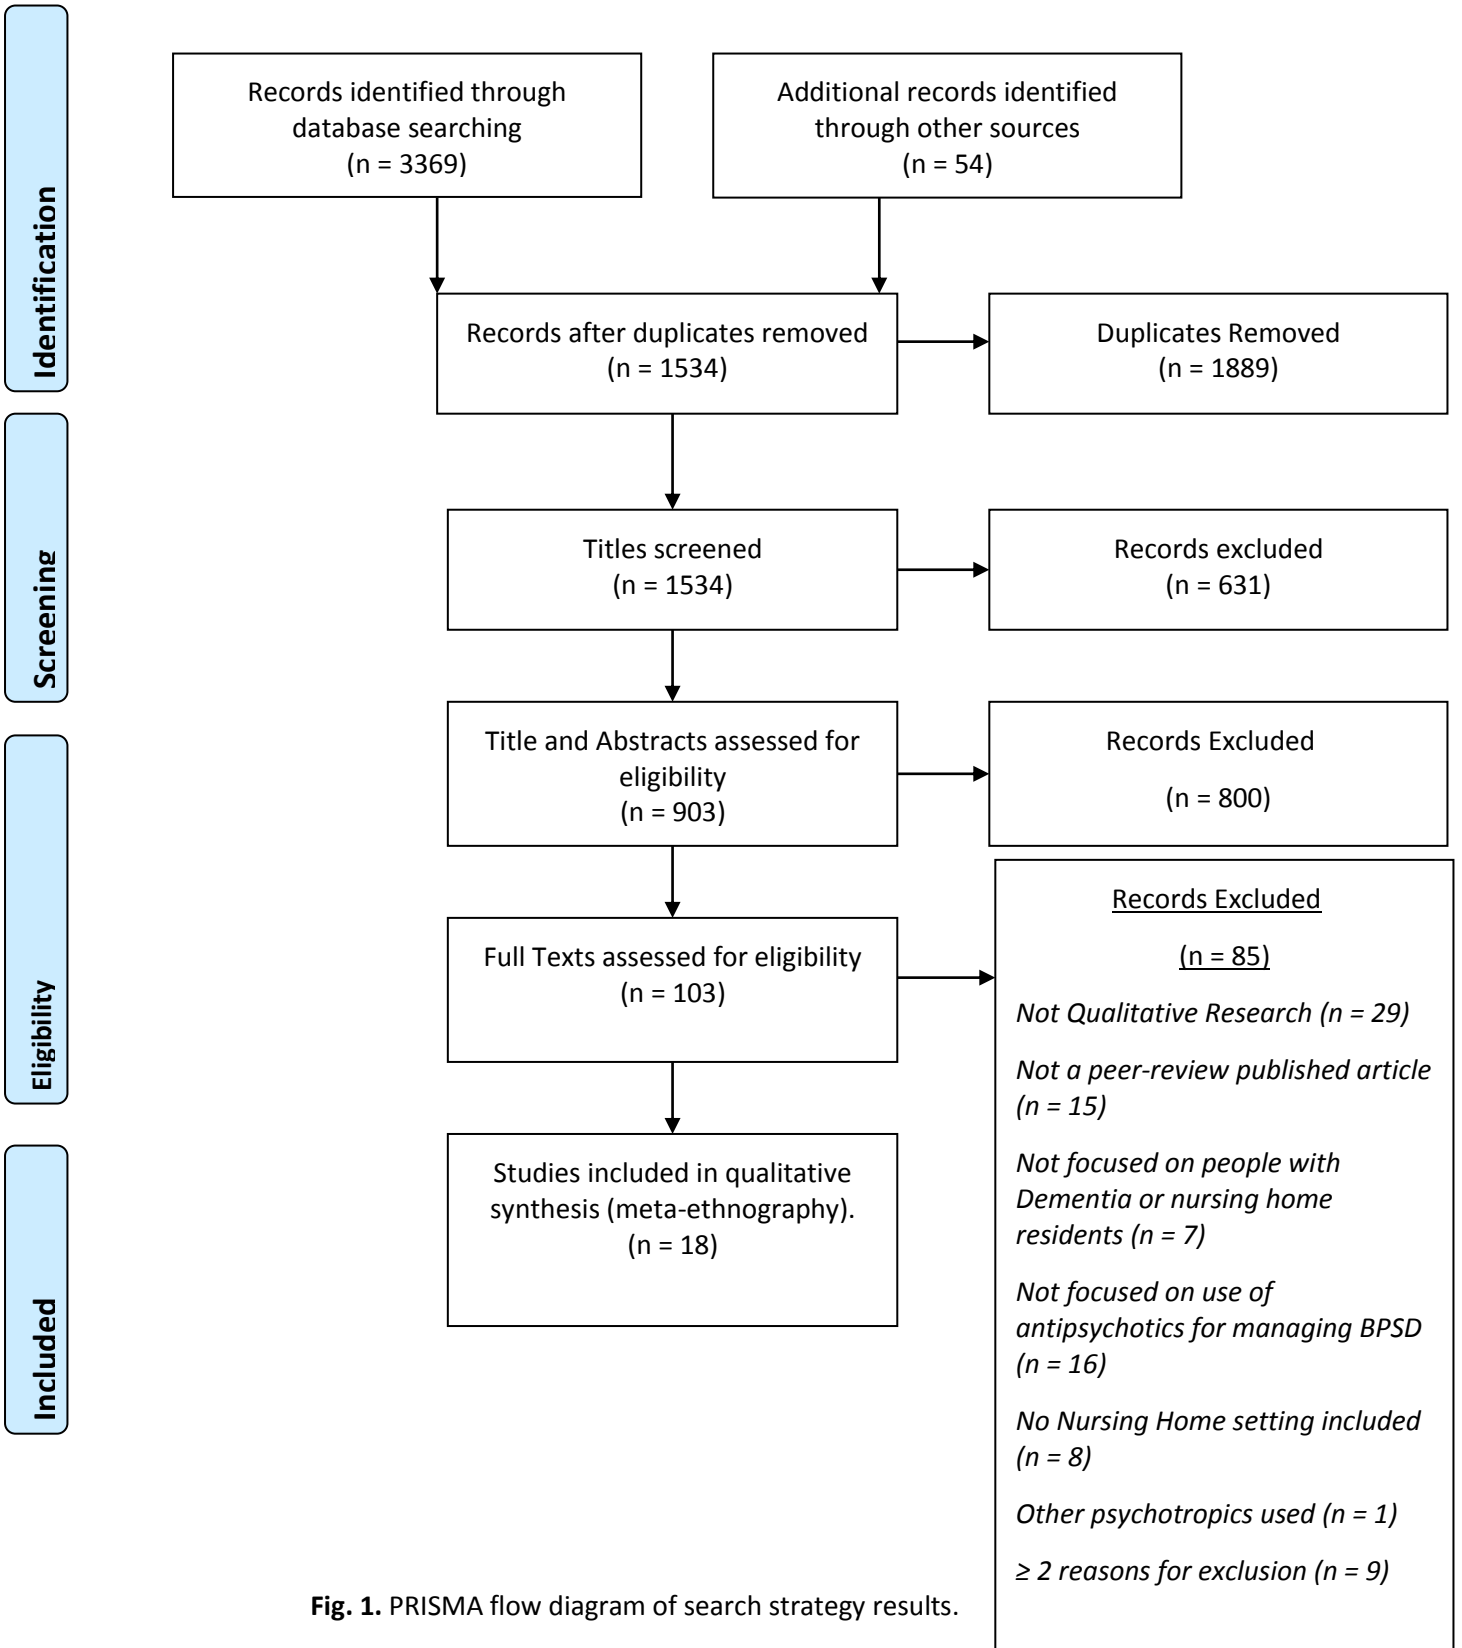 Identification
Records identified through
database searching
(n = 3369)
Additional records identified
through other sources
(n = 54)
Records after duplicates removed
(n = 1534)
Duplicates Removed
(n = 1889)
Screening
Titles screened
(n = 1534)
Records excluded
(n = 631)
Title and Abstracts assessed for
eligibility
(n = 903)
Records Excluded
(n = 800)
Eligibility
Full Texts assessed for eligibility
(n = 103)
Records Excluded
(n = 85)
Not Qualitative Research (n = 29)
Not a peer-review published article
(n = 15)
Not focused on people with
Dementia or nursing home
residents (n = 7)
Not focused on use of
antipsychotics for managing BPSD
(n = 16)
No Nursing Home setting included
(n = 8)
Other psychotropics used (n = 1)
≥ 2 reasons for exclusion (n = 9)
Included
Studies included in qualitative
synthesis (meta-ethnography).
(n = 18)
Fig. 1. PRISMA flow diagram of search strategy results.